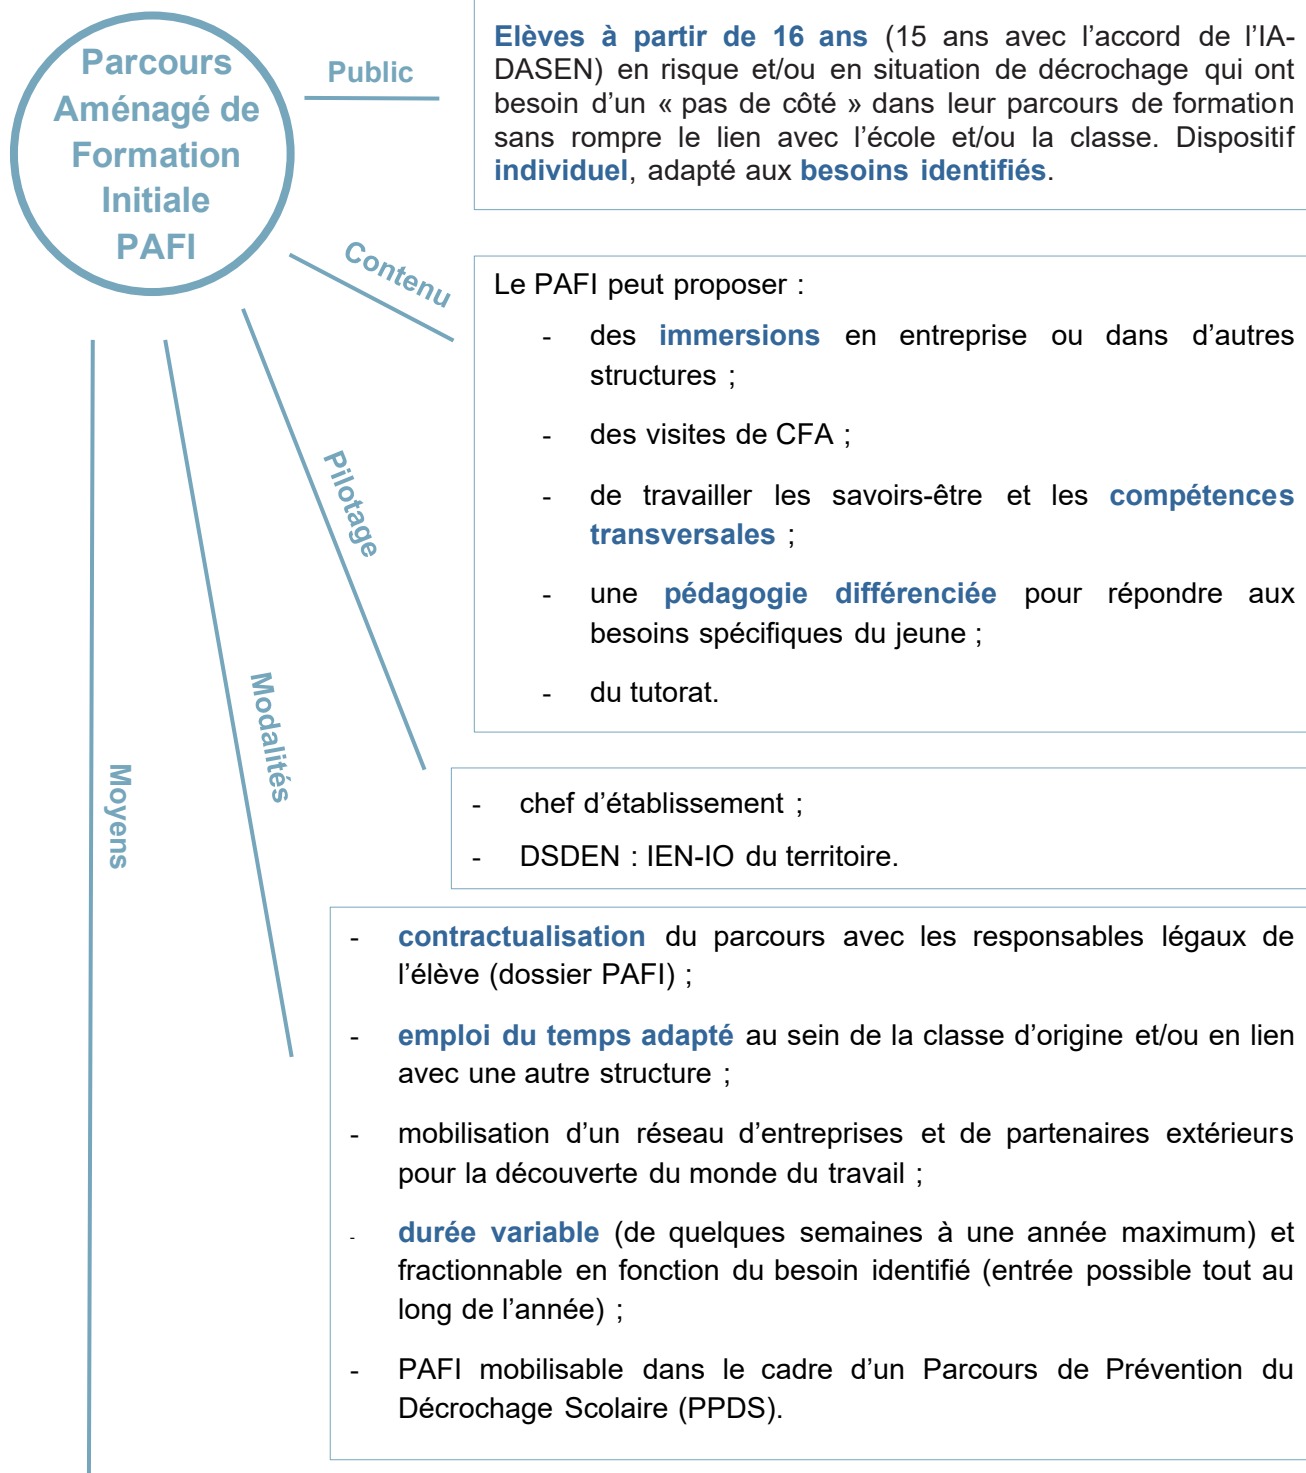 Parcours
Aménagé de
Formation
Initiale
PAFI
Public
Elèves à partir de 16 ans (15 ans avec l’accord de l’IA-
DASEN) en risque et/ou en situation de décrochage qui ont
besoin d’un « pas de côté » dans leur parcours de formation
sans rompre le lien avec l’école et/ou la classe. Dispositif
individuel, adapté aux besoins identifiés.
Contenu
Le PAFI peut proposer :
- des immersions en entreprise ou dans d’autres
structures ;
- des visites de CFA ;
- de travailler les savoirs-être et les compétences
transversales ;
- une pédagogie différenciée pour répondre aux
besoins spécifiques du jeune ;
- du tutorat.
Pilotage
- chef d’établissement ;
- DSDEN : IEN-IO du territoire.
Modalités
- contractualisation du parcours avec les responsables légaux de
l’élève (dossier PAFI) ;
- emploi du temps adapté au sein de la classe d’origine et/ou en lien
avec une autre structure ;
- mobilisation d’un réseau d’entreprises et de partenaires extérieurs
pour la découverte du monde du travail ;
- durée variable (de quelques semaines à une année maximum) et
fractionnable en fonction du besoin identifié (entrée possible tout au
long de l’année) ;
- PAFI mobilisable dans le cadre d’un Parcours de Prévention du
Décrochage Scolaire (PPDS).
Moyens